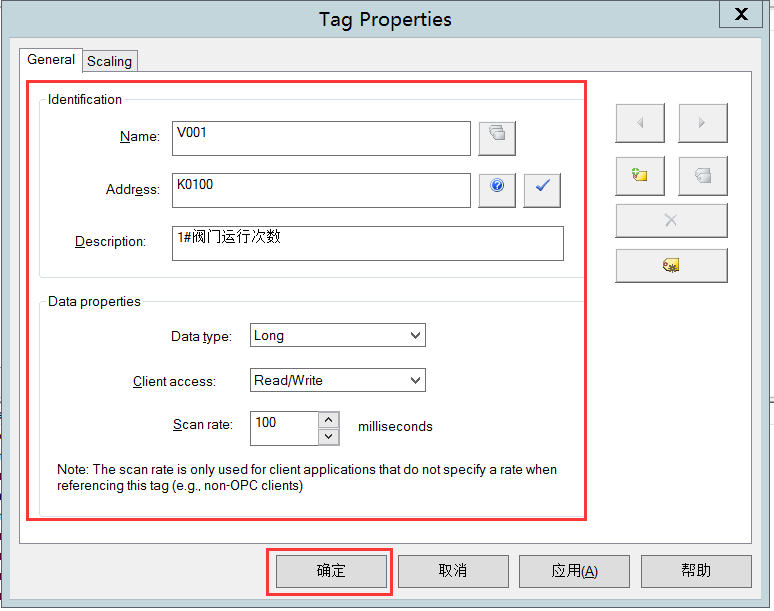 Tag Properties
X
General
Scaling
Identification
Name:
V001
Address:
K0100
Description:
1#阀门运行次数
Data properties
Data type:
Long
Client access:
Read/Write
Scan rate:
100
milliseconds
Note: The scan rate is only used for client applications that do not specify a rate when
referencing this tag (e.g., non-OPC clients)
确定
取消
应用(A)
帮助